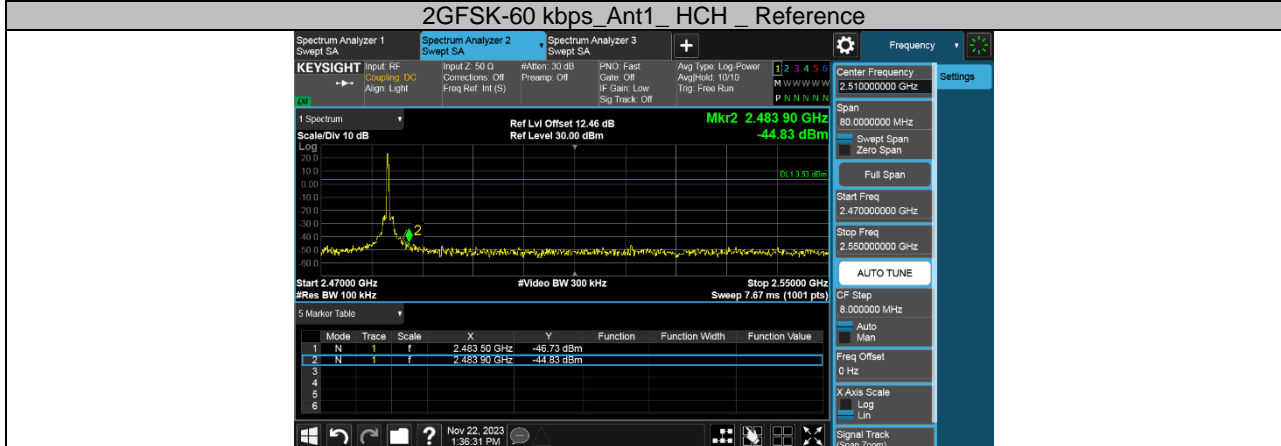 2GFSK-60 kbps_Ant1_ HCH _ Reference
Spectrum Analyzer 1
Swept SA
Spectrum Analyzer 2
Swept SA
Spectrum Analyzer 3
Swept SA
+
Frequency
KEYSIGHT
Input: RF
Coupling: DC
Align: Light
Input Z: 50 Ω
Corrections: Off
Freq Ref: Int (S)
#Atten: 30 dB
Preamp: Off
PNO: Fast
Gate: Off
IF Gain: Low
Sig Track: Off
Avg Type: Log-Power
Avg|Hold: 10/10
Trig: Free Run
1 2 3 4 5 6
M W W W W W
P N N N N N
LXI
Center Frequency
2.510000000 GHz
Settings
Span
80.0000000 MHz
Swept Span
Zero Span
Full Span
Start Freq
2.470000000 GHz
Stop Freq
2.550000000 GHz
AUTO TUNE
CF Step
8.000000 MHz
Auto
Man
Freq Offset
0 Hz
X Axis Scale
Log
Lin
Signal Track
(Span Zoom)
1 Spectrum
Scale/Div 10 dB
Ref Lvl Offset 12.46 dB
Ref Level 30.00 dBm
Mkr2 2.483 90 GHz
-44.83 dBm
Log
20.0
10.0
0.00
-10.0
-20.0
-30.0
-40.0
-50.0
-60.0
DL1 3.53 dBm
2
Start 2.47000 GHz
#Res BW 100 kHz
#Video BW 300 kHz
Stop 2.55000 GHz
Sweep 7.67 ms (1001 pts)
5 Marker Table
Mode Trace Scale X Y Function Function Width Function Value
1 N 1 f 2.483 50 GHz -46.73 dBm
2 N 1 f 2.483 90 GHz -44.83 dBm
3
4
5
6
?
Nov 22, 2023
1:36:31 PM